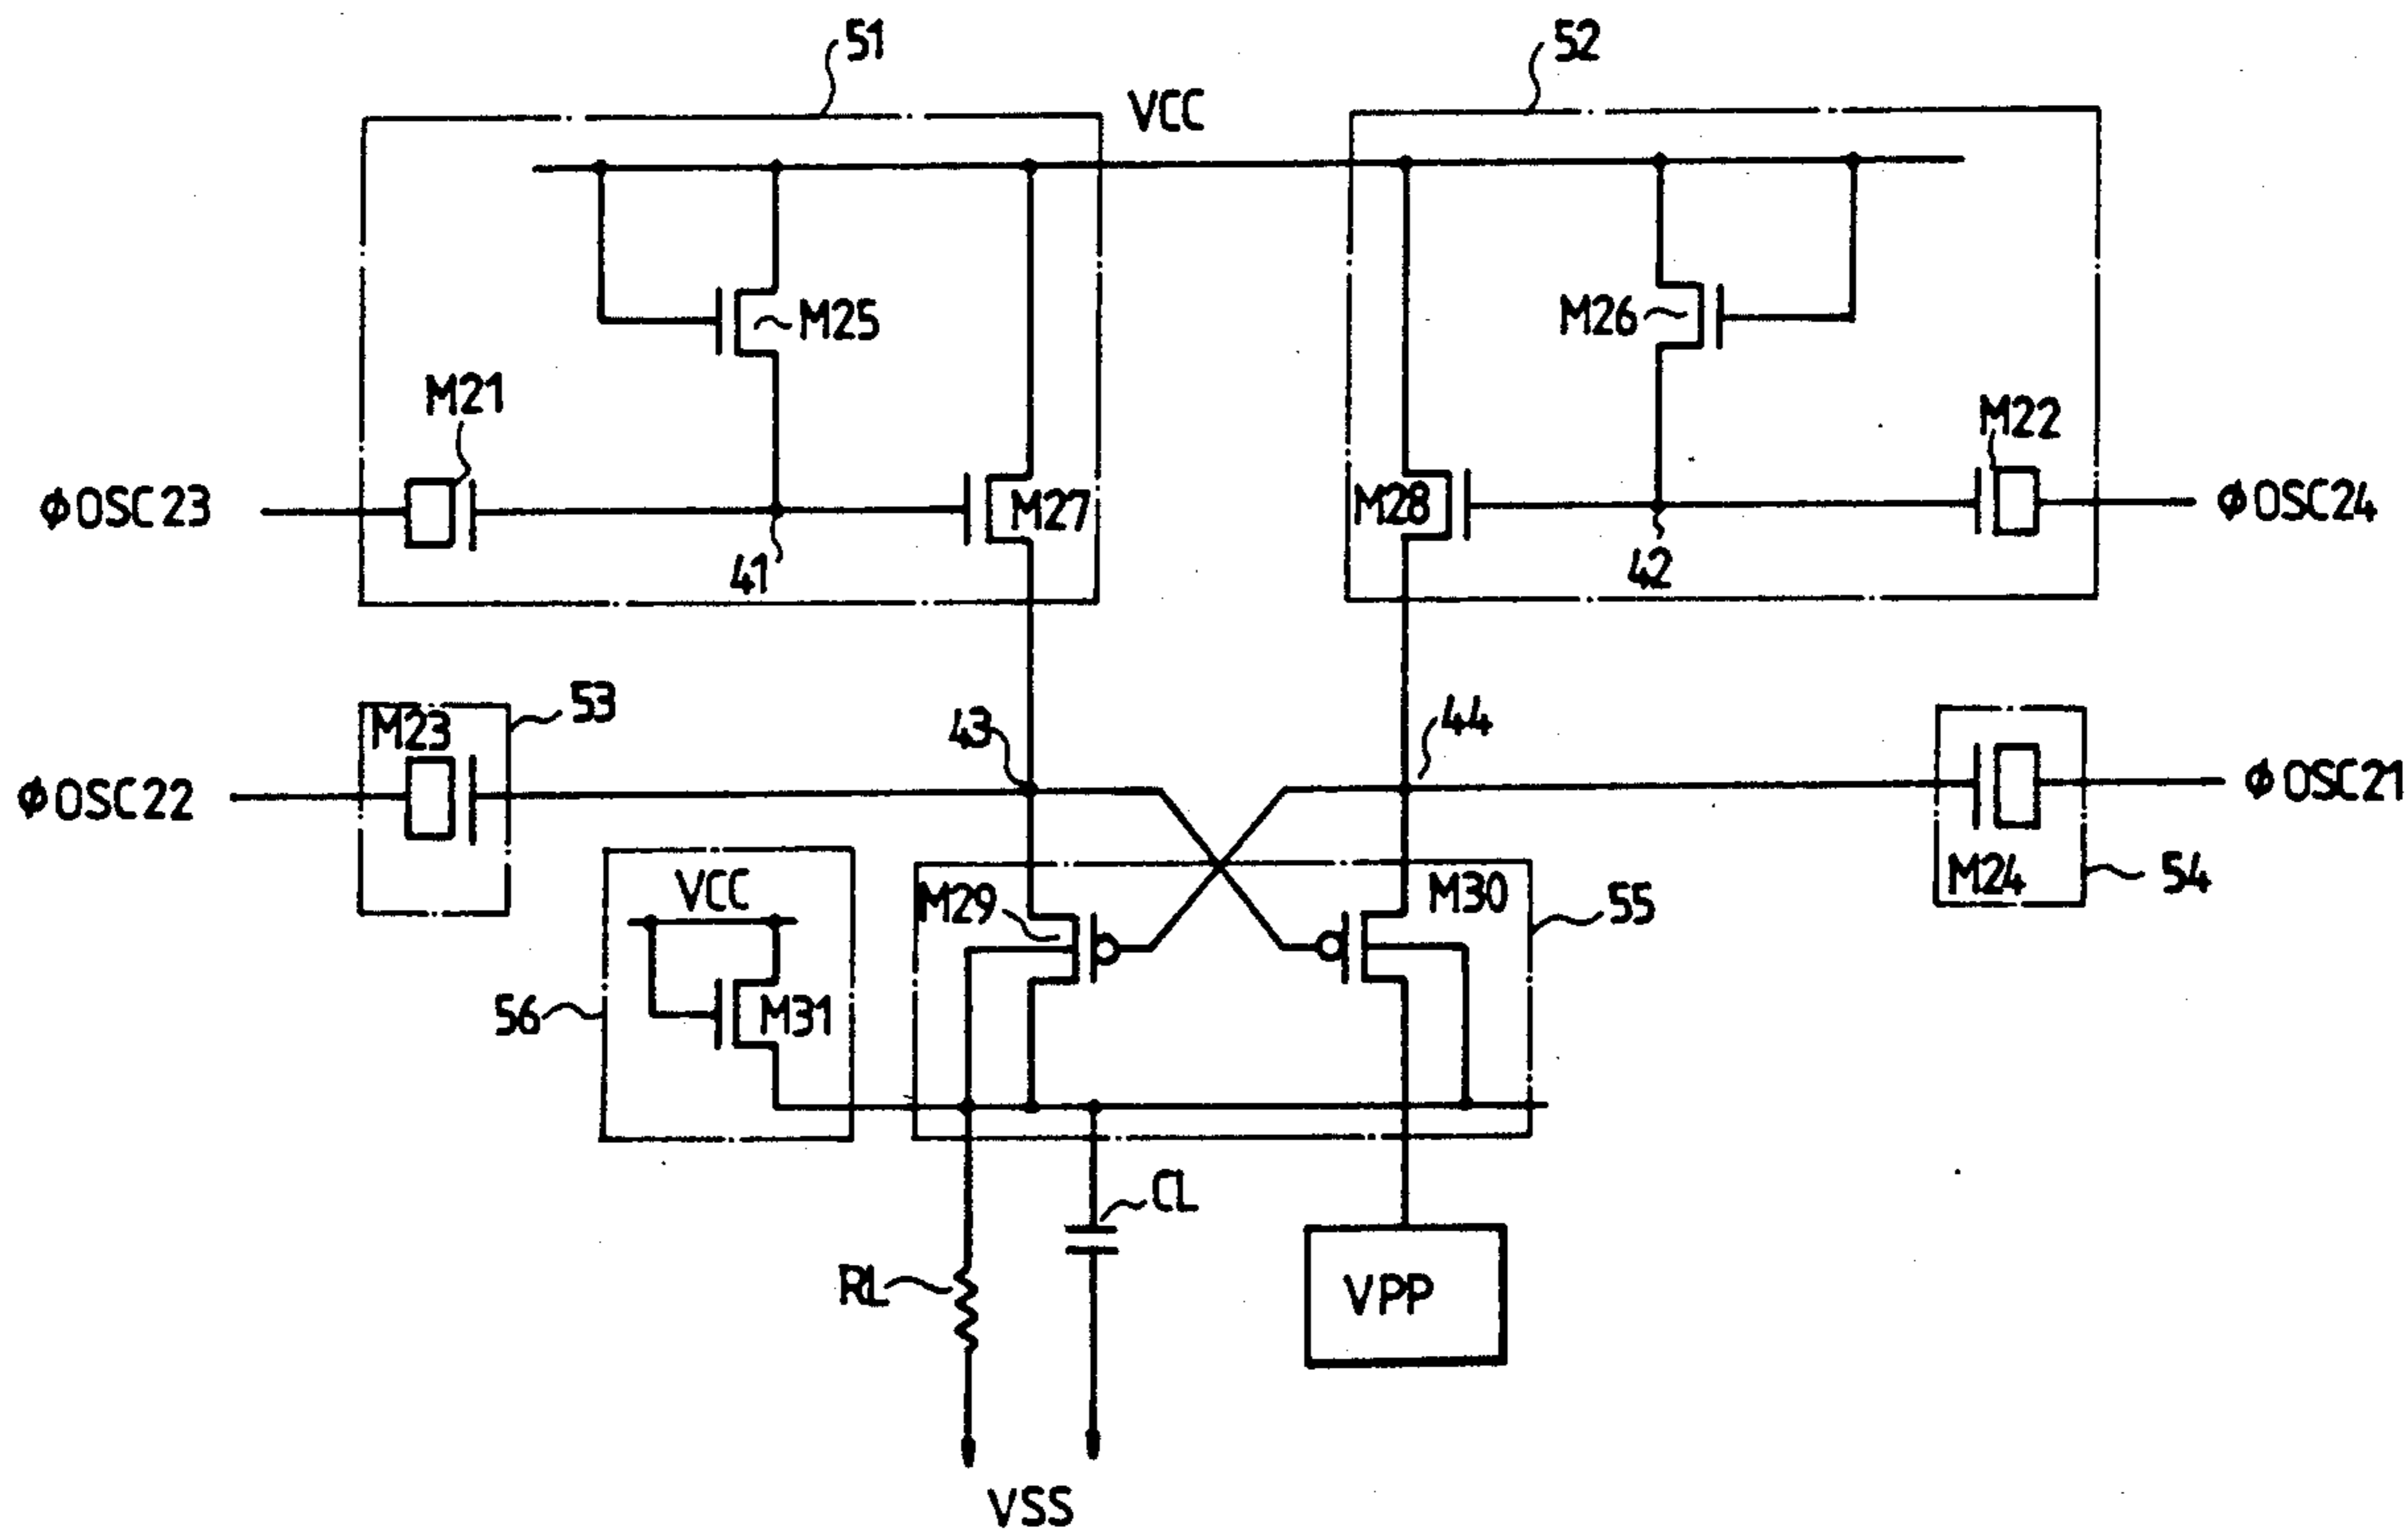 51
52
VCC
M25
M26
M21
M22
φOSC23
M27
M28
φOSC24
41
42
53
M23
43
44
φOSC22
φOSC21
VCC
M29
M30
55
M24
54
56
M31
CL
RL
VPP
VSS